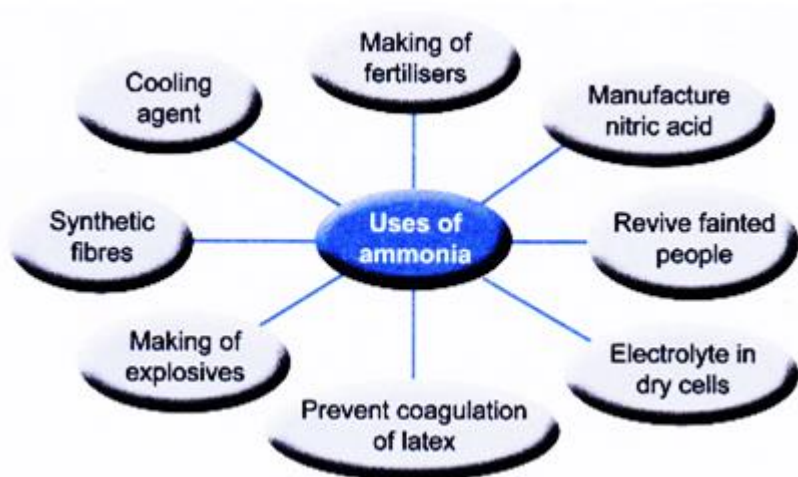 Making of
fertilisers
Cooling
agent
Manufacture
nitric acid
Uses of
ammonia
Synthetic
fibres
Revive fainted
people
Making of
explosives
Electrolyte in
dry cells
Prevent coagulation
of latex